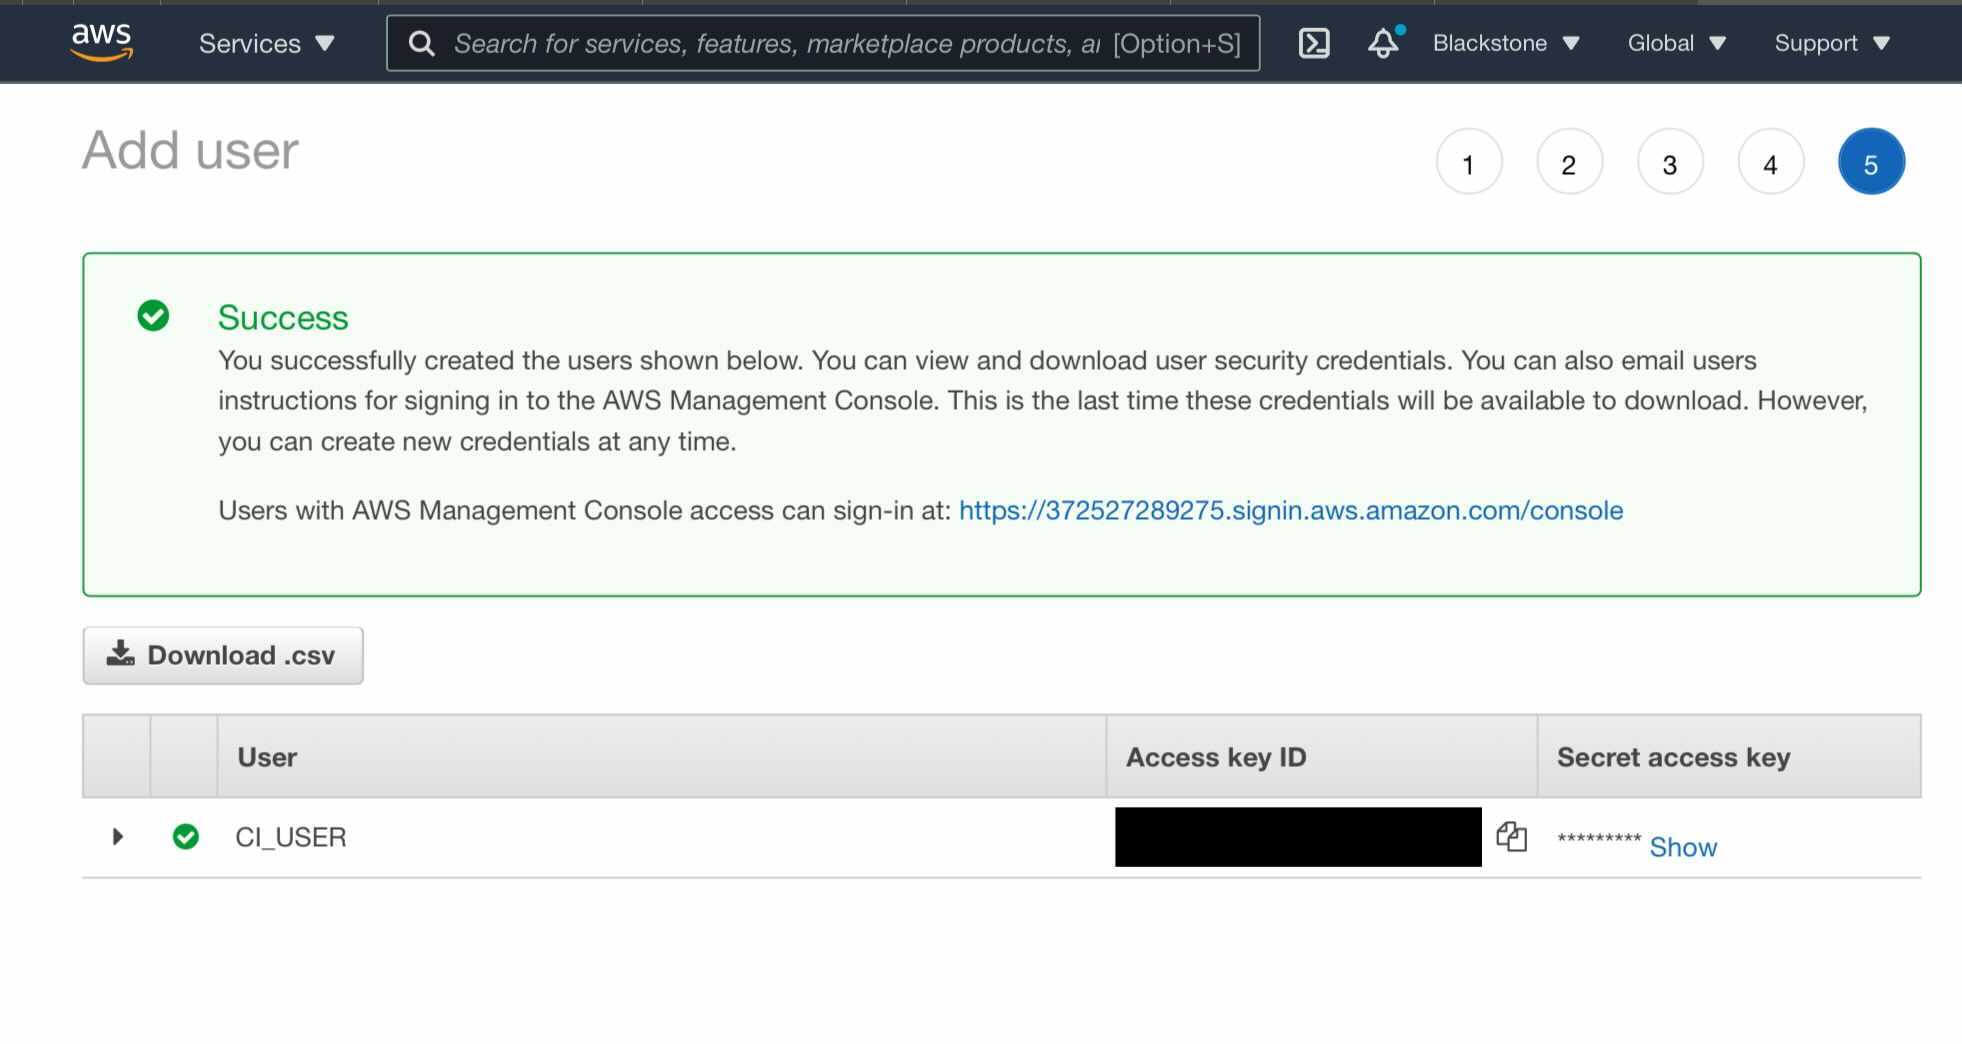 aws
Services
Search for services, features, marketplace products, ai [Option+S]
Blackstone
Global
Support
Add user
1
2
3
4
5
Success
You successfully created the users shown below. You can view and download user security credentials. You can also email users
instructions for signing in to the AWS Management Console. This is the last time these credentials will be available to download. However,
you can create new credentials at any time.
Users with AWS Management Console access can sign-in at: https://372527289275.signin.aws.amazon.com/console
Download .csv
User
Access key ID
Secret access key
CI_USER
********* Show